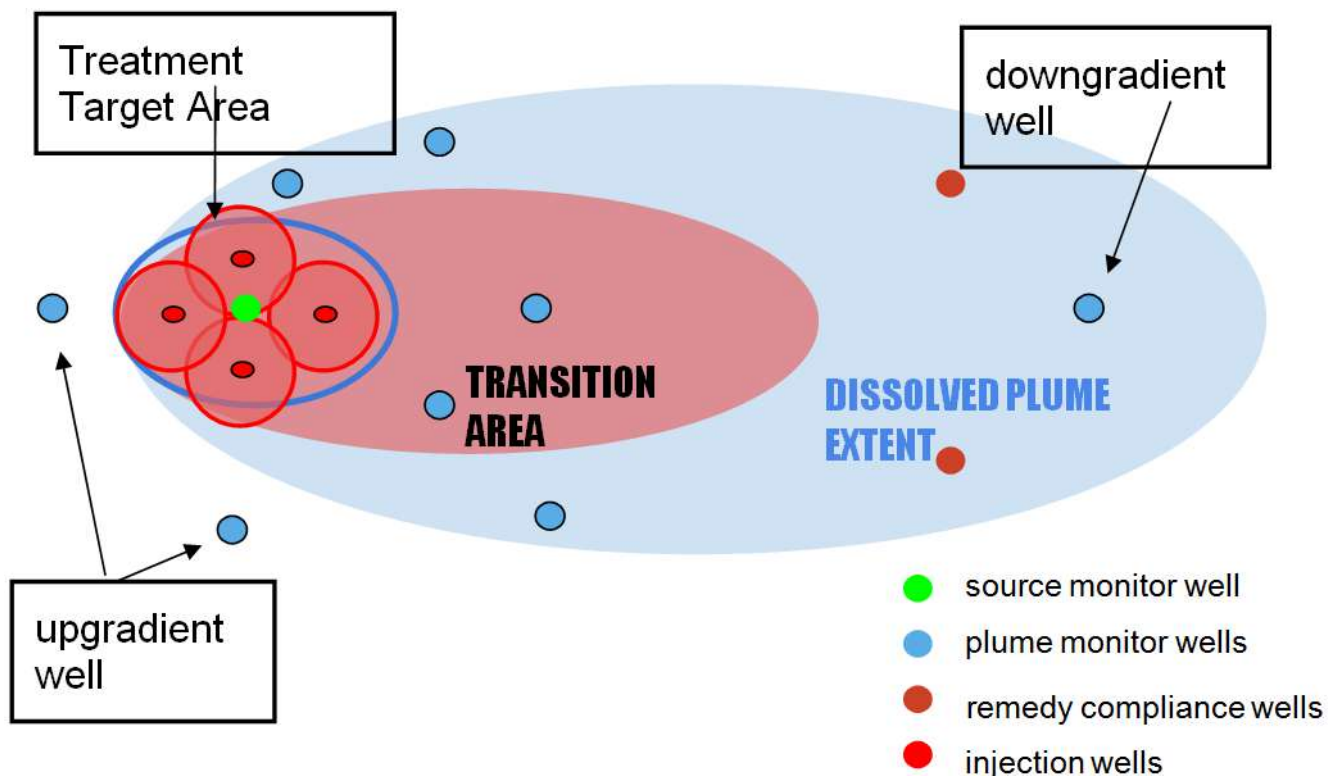 Treatment
Target Area
downgradient
well
TRANSITION
AREA
DISSOLVED PLUME
EXTENT
upgradient
well
source monitor well
plume monitor wells
remedy compliance wells
injection wells